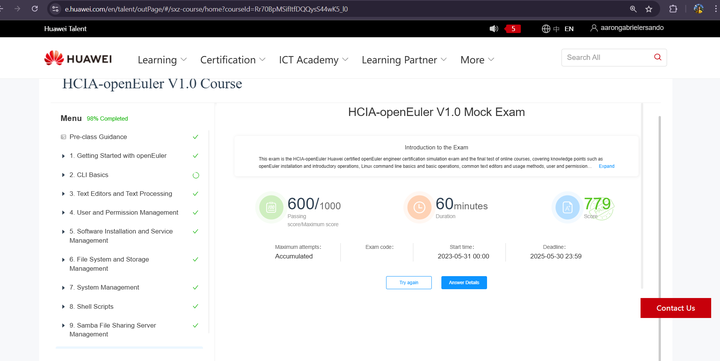 e.huawei.com/en/talent/outPage/#/sxz-course/home?courseId=Rr70BpMSifltfDQQysS44wK5_l0
Huawei Talent
5
中 EN
aarongabrielersando
HUAWEI
Learning
Certification
ICT Academy
Learning Partner
More
Search All
HCIA-openEuler V1.0 Course
Menu 98% Completed
Pre-class Guidance
1. Getting Started with openEuler
2. CLI Basics
3. Text Editors and Text Processing
4. User and Permission Management
5. Software Installation and Service
Management
6. File System and Storage
Management
7. System Management
8. Shell Scripts
9. Samba File Sharing Server
Management
HCIA-openEuler V1.0 Mock Exam
Introduction to the Exam
This exam is the HCIA-openEuler Huawei certified openEuler engineer certification simulation exam and the final test of online courses, covering knowledge points such as
openEuler installation and introductory operations, Linux command line basics and basic operations, common text editors and usage methods, user and permission... Expand
600/1000
Passing
score/Maximum score
60minutes
Duration
779
Score
Maximum attempts:
Accumulated
Exam code:
Start time:
2023-05-31 00:00
Deadline:
2025-05-30 23:59
Try again
Answer Details
Contact Us